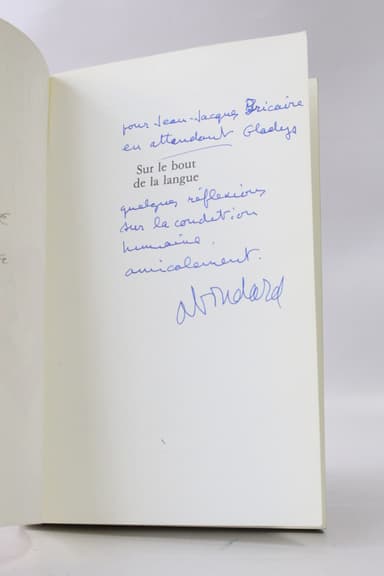 pour Jean-Jacques Bricaire
en attendant Gladys
Sur le bout
de la langue
quelques réflexions
sur la condition
humaine.
amicalement.
aboudard